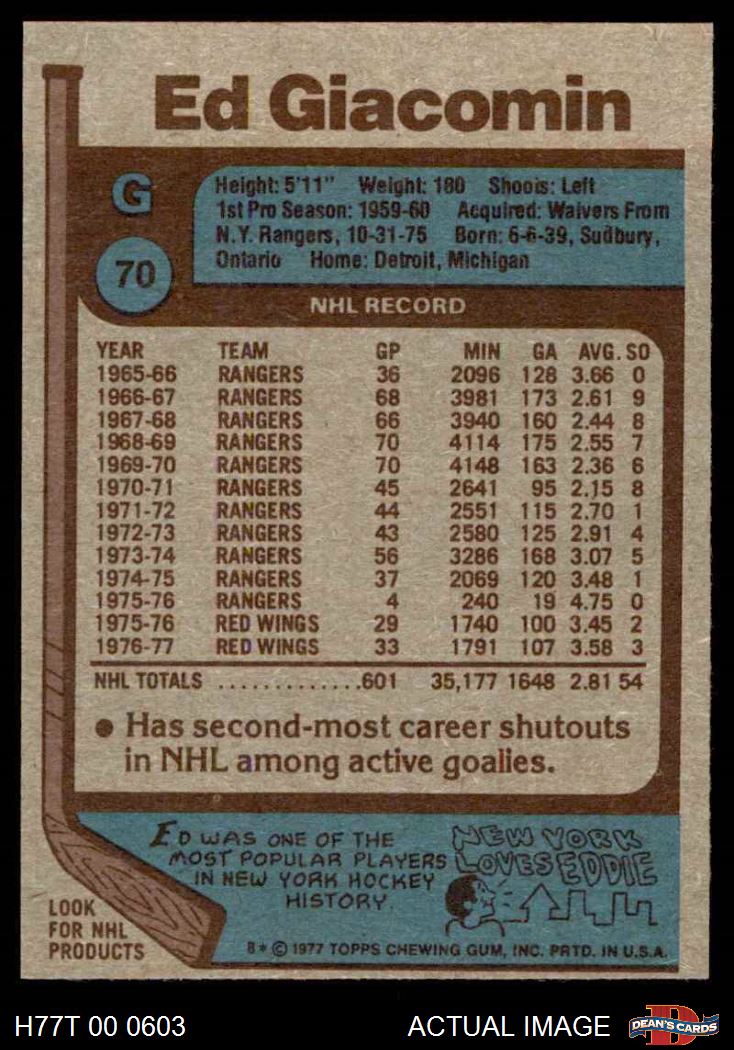 Ed Giacomin
G
70
Height: 5'11" Weight: 180 Shoots: Left
1st Pro Season: 1959-60 Acquired: Waivers From
N.Y. Rangers, 10-31-75 Born: 6-6-39, Sudbury,
Ontario Home: Detroit, Michigan
NHL RECORD
YEAR TEAM GP MIN GA AVG. SO
1965-66 RANGERS 36 2096 128 3.66 0
1966-67 RANGERS 68 3981 173 2.61 9
1967-68 RANGERS 66 3940 160 2.44 8
1968-69 RANGERS 70 4114 175 2.55 7
1969-70 RANGERS 70 4148 163 2.36 6
1970-71 RANGERS 45 2641 95 2.15 8
1971-72 RANGERS 44 2551 115 2.70 1
1972-73 RANGERS 43 2580 125 2.91 4
1973-74 RANGERS 56 3286 168 3.07 5
1974-75 RANGERS 37 2069 120 3.48 1
1975-76 RANGERS 4 240 19 4.75 0
1975-76 RED WINGS 29 1740 100 3.45 2
1976-77 RED WINGS 33 1791 107 3.58 3
NHL TOTALS .............601 35,177 1648 2.81 54
• Has second-most career shutouts
in NHL among active goalies.
ED WAS ONE OF THE
MOST POPULAR PLAYERS
IN NEW YORK HOCKEY
HISTORY.
NEW YORK
LOVES EDDIE
LOOK
FOR NHL
PRODUCTS
8 * © 1977 TOPPS CHEWING GUM, INC. PRTD. IN U.S.A.
H77T 00 0603
ACTUAL IMAGE
D
DEAN'S CARDS